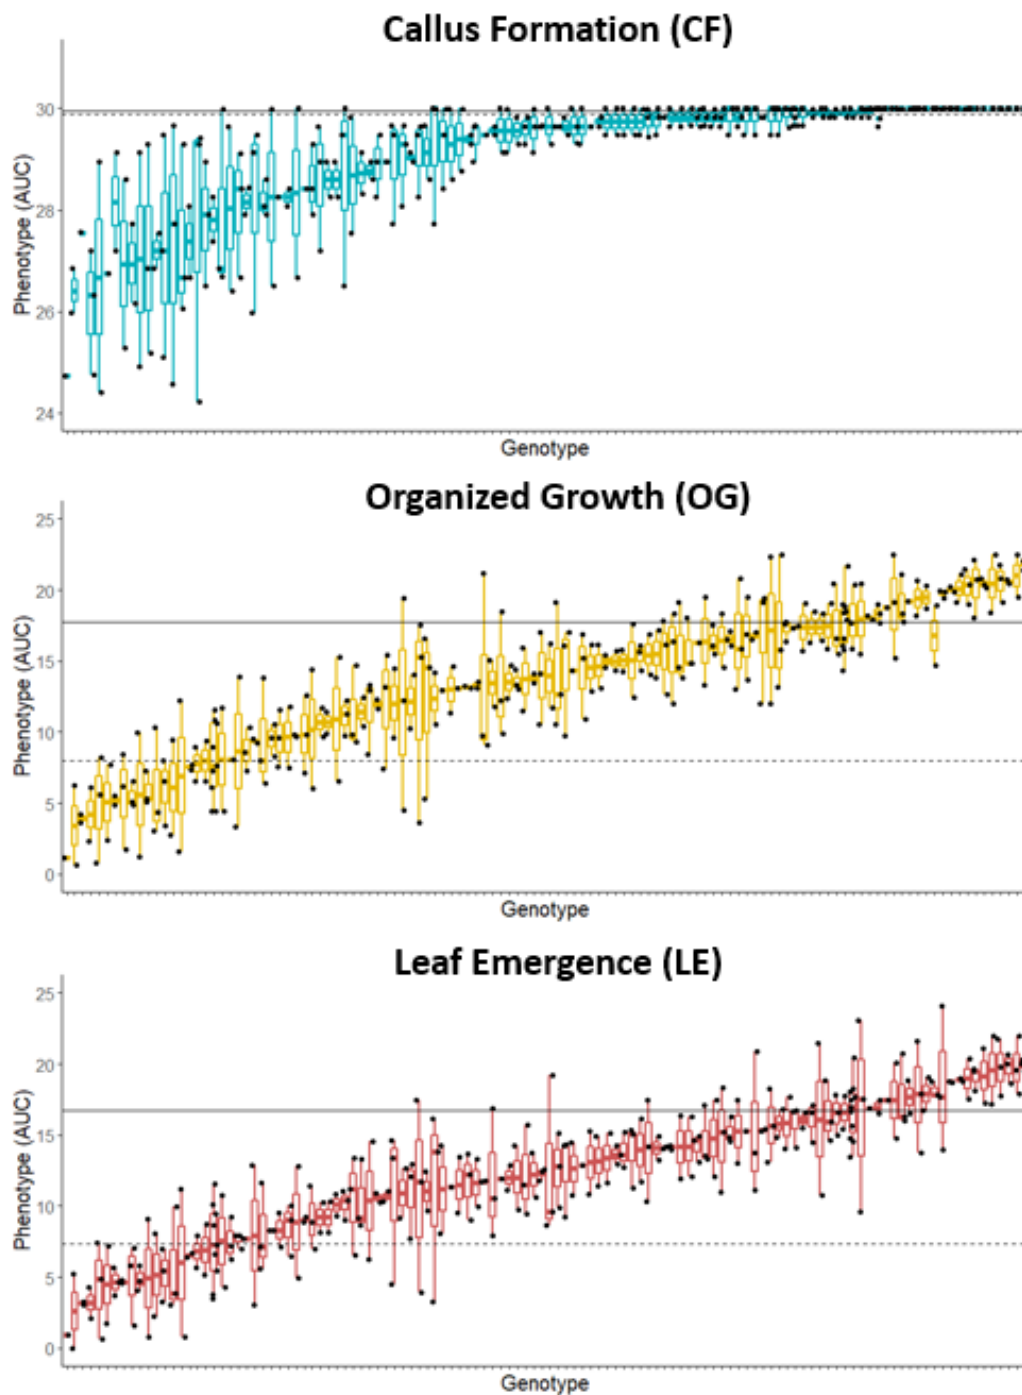 Callus Formation (CF)
Phenotype (AUC)
30
28
26
24
Genotype
Organized Growth (OG)
Phenotype (AUC)
25
20
15
10
5
0
Genotype
Leaf Emergence (LE)
Phenotype (AUC)
25
20
15
10
5
0
Genotype